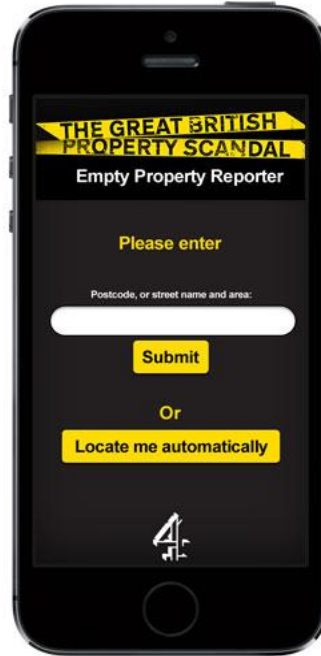 THE GREAT BRITISH
PROPERTY SCANDAL
Empty Property Reporter
Please enter
Postcode, or street name and area:
Submit
Or
Locate me automatically
4